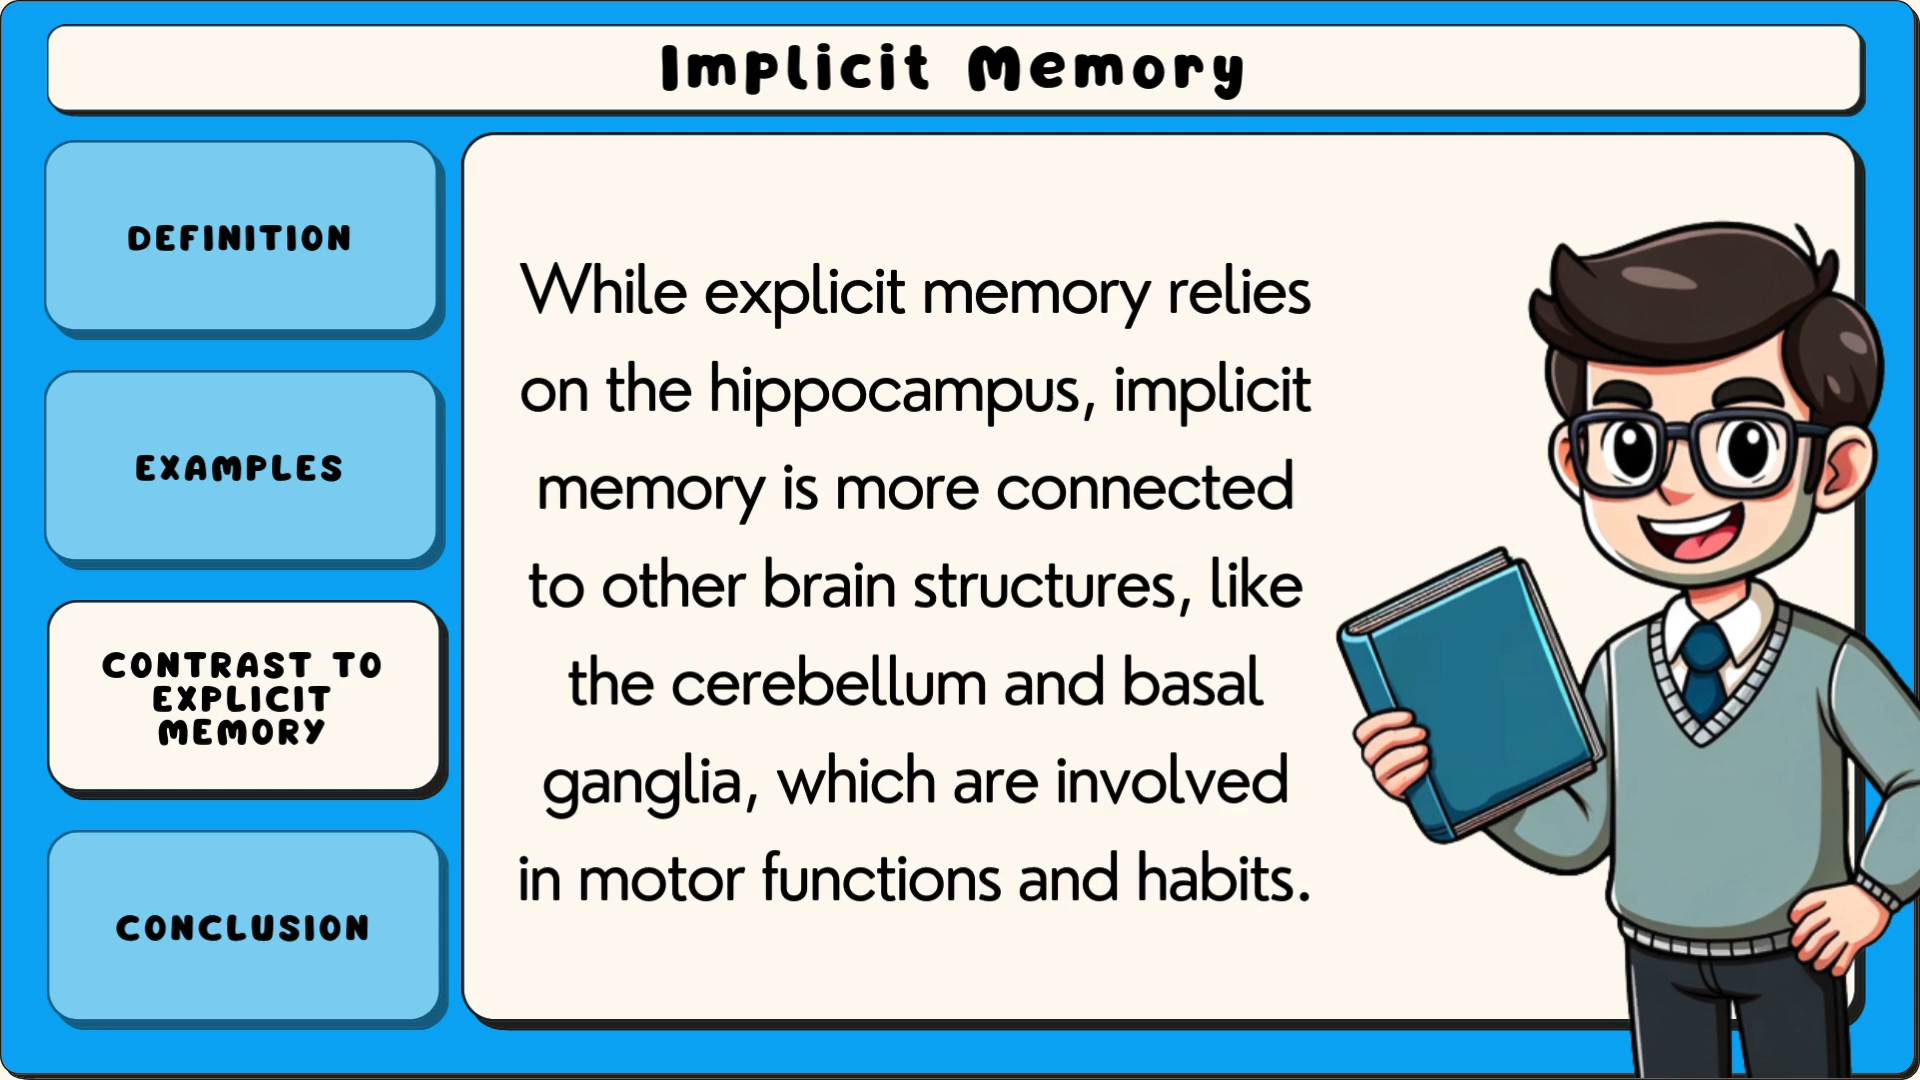 Implicit Memory
DEFINITION
EXAMPLES
CONTRAST TO
EXPLICIT
MEMORY
CONCLUSION
While explicit memory relies
on the hippocampus, implicit
memory is more connected
to other brain structures, like
the cerebellum and basal
ganglia, which are involved
in motor functions and habits.